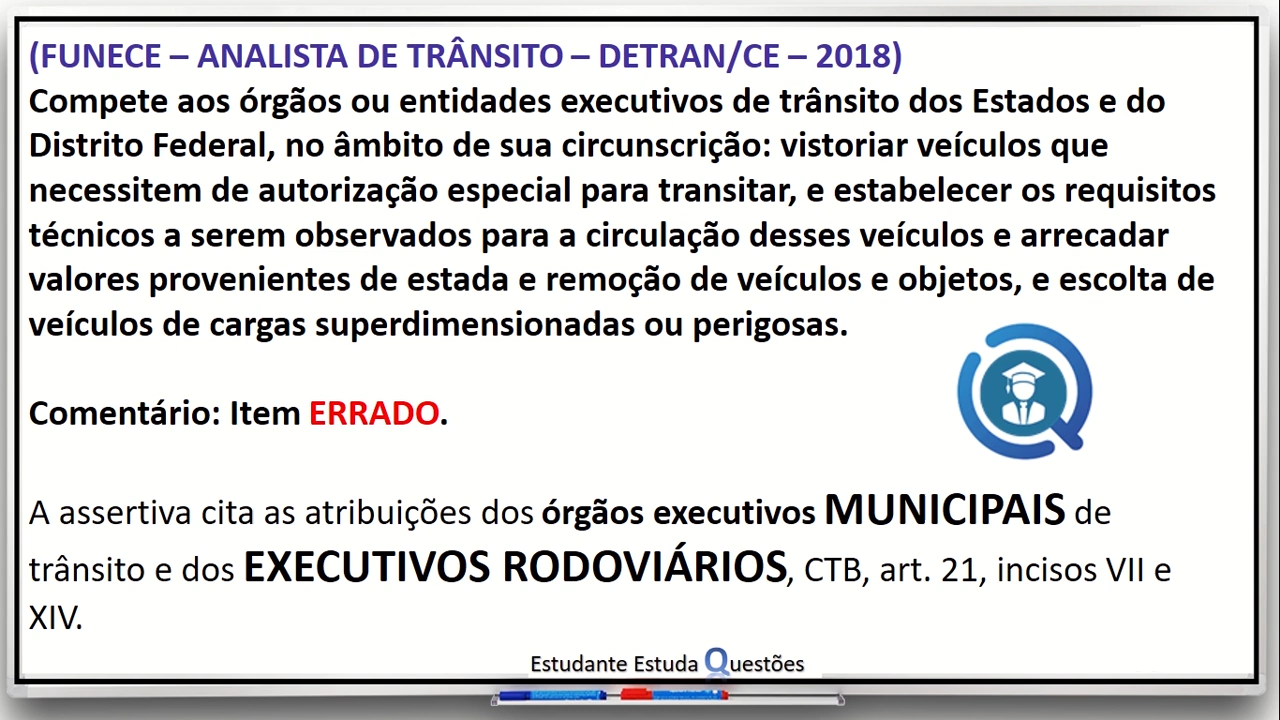 (FUNECE – ANALISTA DE TRÂNSITO – DETRAN/CE – 2018)
Compete aos órgãos ou entidades executivos de trânsito dos Estados e do
Distrito Federal, no âmbito de sua circunscrição: vistoriar veículos que
necessitem de autorização especial para transitar, e estabelecer os requisitos
técnicos a serem observados para a circulação desses veículos e arrecadar
valores provenientes de estada e remoção de veículos e objetos, e escolta de
veículos de cargas superdimensionadas ou perigosas.
Comentário: Item ERRADO.
A assertiva cita as atribuições dos órgãos executivos MUNICIPAIS de
trânsito e dos EXECUTIVOS RODOVIÁRIOS, CTB, art. 21, incisos VII e
XIV.
Estudante Estuda Questões